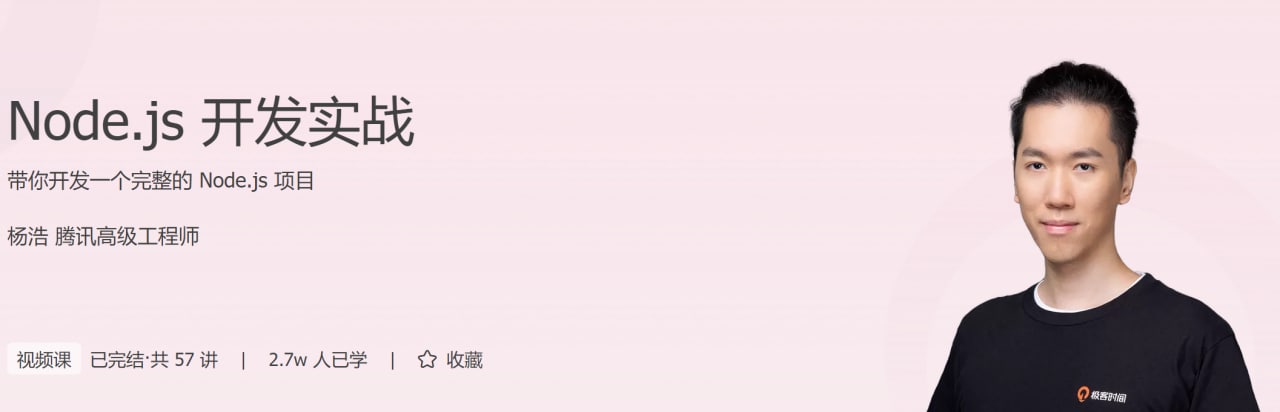 Node.js 开发实战
带你开发一个完整的 Node.js 项目
杨浩 腾讯高级工程师
视频课 已完结·共 57 讲 | 2.7w 人已学 | 收藏
极客时间